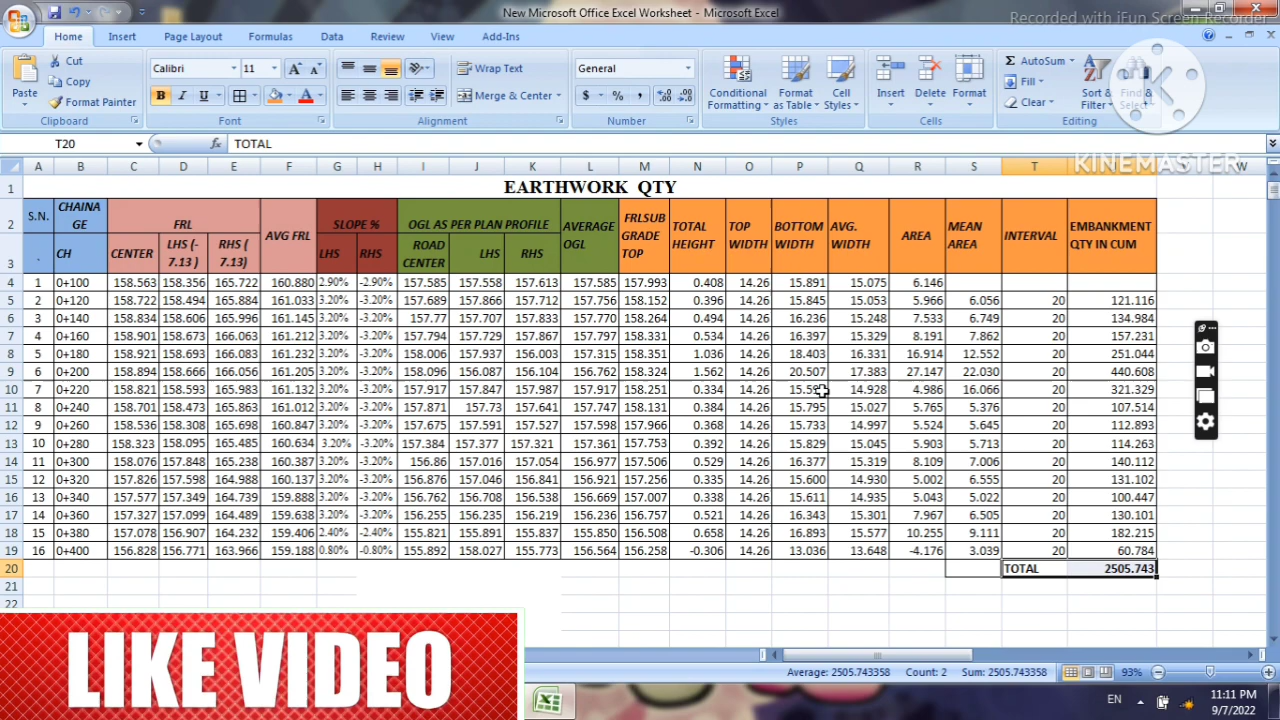 New Microsoft Office Excel Worksheet - Microsoft Excel
Recorded with iFun Screen Recorder
Home Insert Page Layout Formulas Data Review View Add-Ins
Paste Cut Copy Format Painter Clipboard
Calibri 11 B I U A A Font
Wrap Text Merge & Center Alignment
General $ % , Number
Conditional Formatting Format as Table Cell Styles Styles
Insert Delete Format Cells
Σ AutoSum Fill Clear Sort & Filter Find & Select Editing
KINEMASTER
T20 fx TOTAL
A B C D E F G H I J K L M N O P Q R S T W
1 EARTHWORK QTY
2 S.N. CHAINAGE FRL AVG FRL SLOPE % OGL AS PER PLAN PROFILE AVERAGE OGL FRLSUB GRADE TOP TOTAL HEIGHT TOP WIDTH BOTTOM WIDTH AVG. WIDTH AREA MEAN AREA INTERVAL EMBANKMENT QTY IN CUM
3 . CH CENTER LHS (-7.13 ) RHS ( 7.13) LHS RHS ROAD CENTER LHS RHS
4 1 0+100 158.563 158.356 165.722 160.880 2.90% -2.90% 157.585 157.558 157.613 157.585 157.993 0.408 14.26 15.891 15.075 6.146
5 2 0+120 158.722 158.494 165.884 161.033 3.20% -3.20% 157.689 157.866 157.712 157.756 158.152 0.396 14.26 15.845 15.053 5.966 6.056 20 121.116
6 3 0+140 158.834 158.606 165.996 161.145 3.20% -3.20% 157.77 157.707 157.833 157.770 158.264 0.494 14.26 16.236 15.248 7.533 6.749 20 134.984
7 4 0+160 158.901 158.673 166.063 161.212 3.20% -3.20% 157.794 157.729 157.867 157.797 158.331 0.534 14.26 16.397 15.329 8.191 7.862 20 157.231
8 5 0+180 158.921 158.693 166.083 161.232 3.20% -3.20% 158.006 157.937 156.003 157.315 158.351 1.036 14.26 18.403 16.331 16.914 12.552 20 251.044
9 6 0+200 158.894 158.666 166.056 161.205 3.20% -3.20% 158.096 156.087 156.104 156.762 158.324 1.562 14.26 20.507 17.383 27.147 22.030 20 440.608
10 7 0+220 158.821 158.593 165.983 161.132 3.20% -3.20% 157.917 157.847 157.987 157.917 158.251 0.334 14.26 14.928 4.986 16.066 20 321.329
11 8 0+240 158.701 158.473 165.863 161.012 3.20% -3.20% 157.871 157.73 157.641 157.747 158.131 0.384 14.26 15.795 15.027 5.765 5.376 20 107.514
12 9 0+260 158.536 158.308 165.698 160.847 3.20% -3.20% 157.675 157.591 157.527 157.598 157.966 0.368 14.26 15.733 14.997 5.524 5.645 20 112.893
13 10 0+280 158.323 158.095 165.485 160.634 3.20% -3.20% 157.384 157.377 157.321 157.361 157.753 0.392 14.26 15.829 15.045 5.903 5.713 20 114.263
14 11 0+300 158.076 157.848 165.238 160.387 3.20% -3.20% 156.86 157.016 157.054 156.977 157.506 0.529 14.26 16.377 15.319 8.109 7.006 20 140.112
15 12 0+320 157.826 157.598 164.988 160.137 3.20% -3.20% 156.876 157.046 156.841 156.921 157.256 0.335 14.26 15.600 14.930 5.002 6.555 20 131.102
16 13 0+340 157.577 157.349 164.739 159.888 3.20% -3.20% 156.762 156.708 156.538 156.669 157.007 0.338 14.26 15.611 14.935 5.043 5.022 20 100.447
17 14 0+360 157.327 157.099 164.489 159.638 3.20% -3.20% 156.255 156.235 156.219 156.236 156.757 0.521 14.26 16.343 15.301 7.967 6.505 20 130.101
18 15 0+380 157.078 156.907 164.232 159.406 2.40% -2.40% 155.821 155.891 155.837 155.850 156.508 0.658 14.26 16.893 15.577 10.255 9.111 20 182.215
19 16 0+400 156.828 156.771 163.966 159.188 0.80% -0.80% 155.892 158.027 155.773 156.564 156.258 -0.306 14.26 13.036 13.648 -4.176 3.039 20 60.784
20 TOTAL 2505.743
21
22
LIKE VIDEO
Average: 2505.743358 Count: 2 Sum: 2505.743358 93%
EN 11:11 PM
9/7/2022